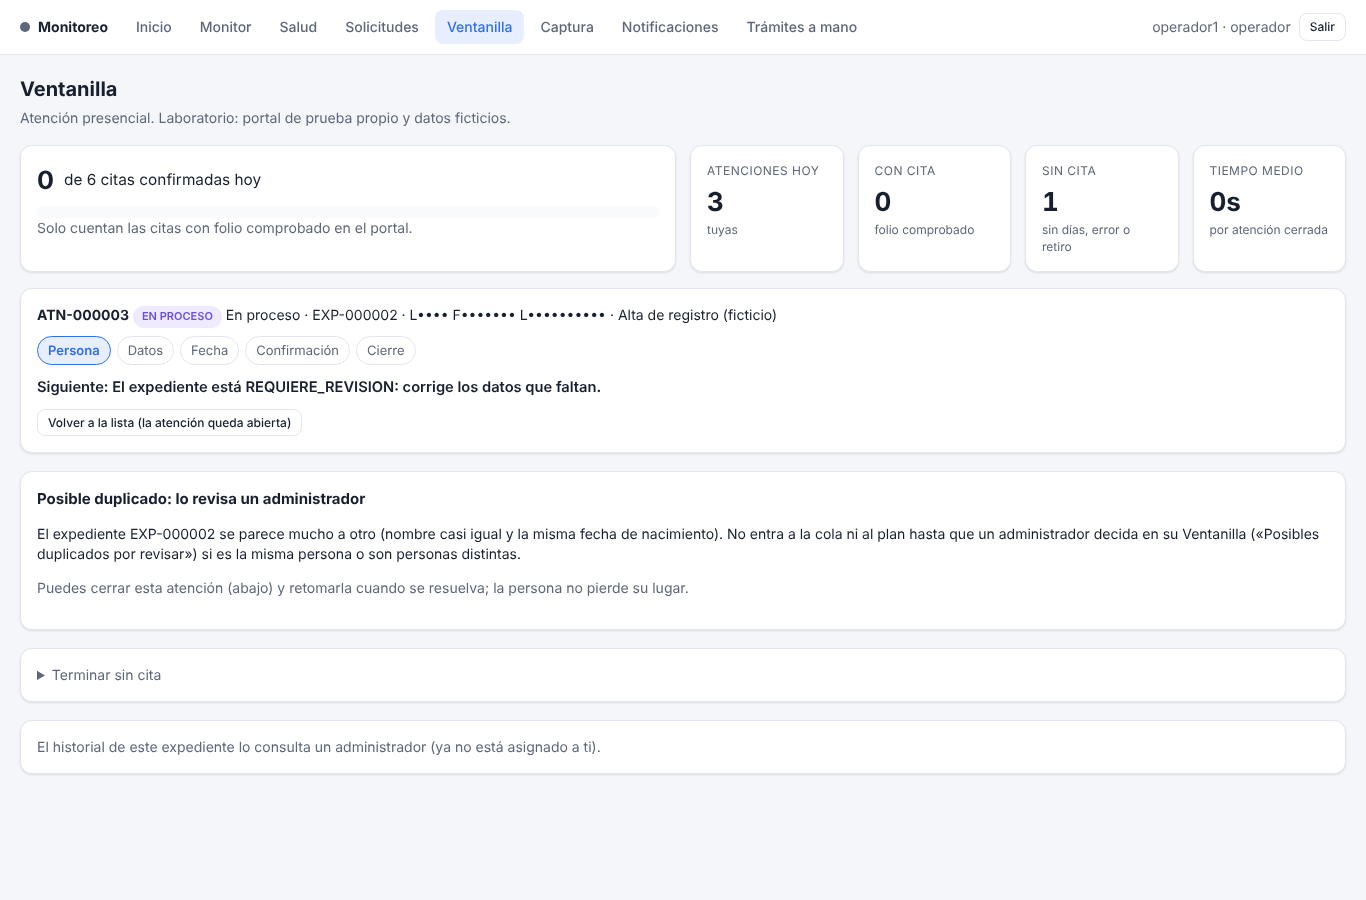 Monitoreo Inicio Monitor Salud Solicitudes Ventanilla Captura Notificaciones Trámites a mano operador1 · operador Salir
Ventanilla
Atención presencial. Laboratorio: portal de prueba propio y datos ficticios.
0 de 6 citas confirmadas hoy
Solo cuentan las citas con folio comprobado en el portal.
ATENCIONES HOY
3
tuyas
CON CITA
0
folio comprobado
SIN CITA
1
sin días, error o
retiro
TIEMPO MEDIO
0s
por atención cerrada
ATN-000003 EN PROCESO En proceso · EXP-000002 · L•••• F••••••• L•••••••••• · Alta de registro (ficticio)
Persona Datos Fecha Confirmación Cierre
Siguiente: El expediente está REQUIERE_REVISION: corrige los datos que faltan.
Volver a la lista (la atención queda abierta)
Posible duplicado: lo revisa un administrador
El expediente EXP-000002 se parece mucho a otro (nombre casi igual y la misma fecha de nacimiento). No entra a la cola ni al plan hasta que un administrador decida en su Ventanilla («Posibles
duplicados por revisar») si es la misma persona o son personas distintas.
Puedes cerrar esta atención (abajo) y retomarla cuando se resuelva; la persona no pierde su lugar.
Terminar sin cita
El historial de este expediente lo consulta un administrador (ya no está asignado a ti).